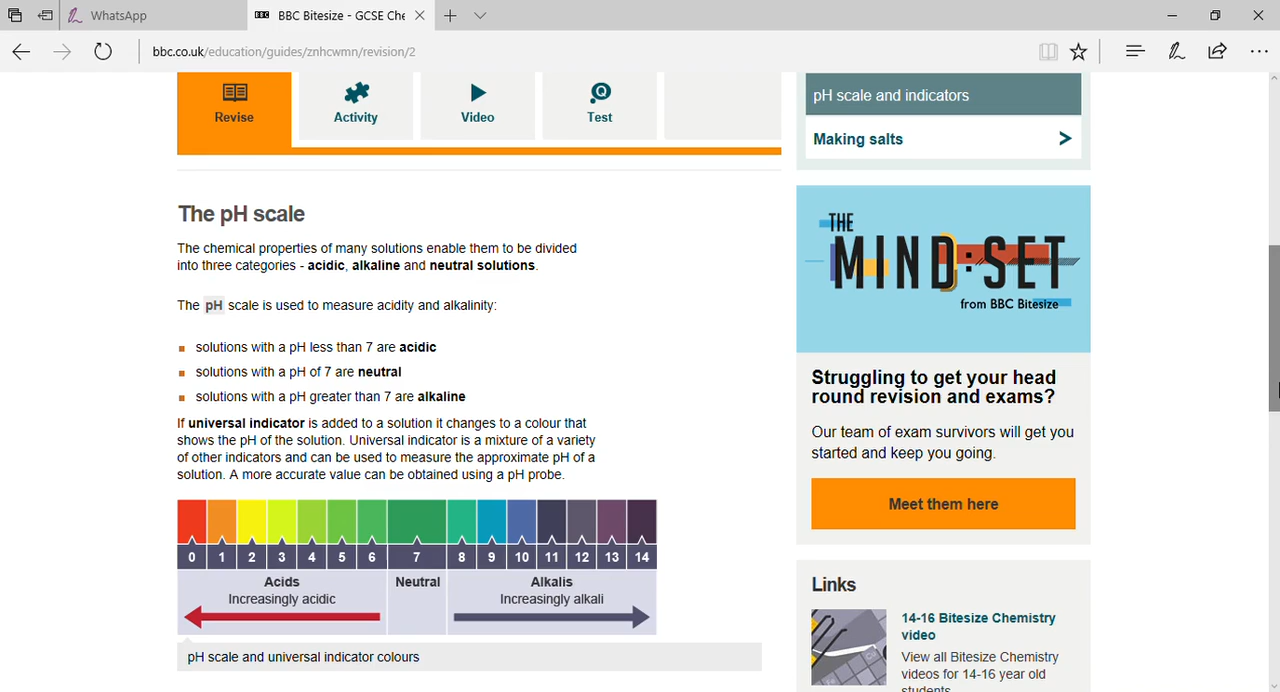 WhatsApp
BBC BBC Bitesize - GCSE Che
bbc.co.uk/education/guides/znhcwmn/revision/2
Revise
Activity
Video
Test
pH scale and indicators
Making salts
The pH scale
The chemical properties of many solutions enable them to be divided
into three categories - acidic, alkaline and neutral solutions.
The pH scale is used to measure acidity and alkalinity:
solutions with a pH less than 7 are acidic
solutions with a pH of 7 are neutral
solutions with a pH greater than 7 are alkaline
If universal indicator is added to a solution it changes to a colour that
shows the pH of the solution. Universal indicator is a mixture of a variety
of other indicators and can be used to measure the approximate pH of a
solution. A more accurate value can be obtained using a pH probe.
0 1 2 3 4 5 6 7 8 9 10 11 12 13 14
Acids Neutral Alkalis
Increasingly acidic Increasingly alkali
pH scale and universal indicator colours
THE
MIND:SET
from BBC Bitesize
Struggling to get your head
round revision and exams?
Our team of exam survivors will get you
started and keep you going.
Meet them here
Links
14-16 Bitesize Chemistry
video
View all Bitesize Chemistry
videos for 14-16 year old
students